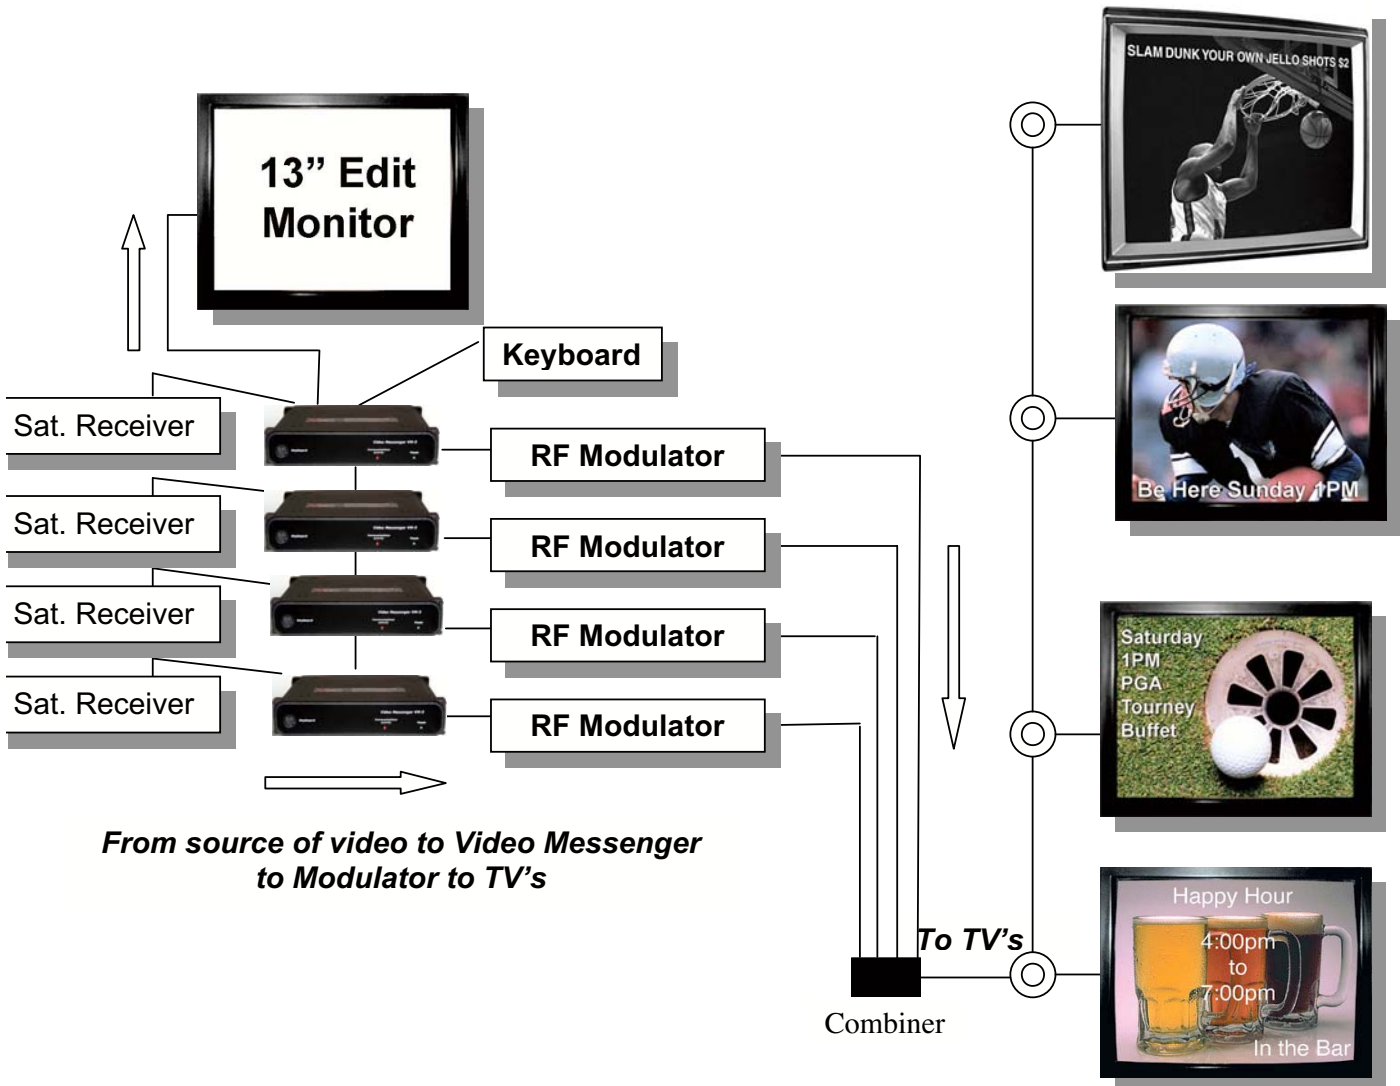 SLAM DUNK YOUR OWN JELLO SHOTS $2
13” Edit
Monitor
Keyboard
Sat. Receiver
RF Modulator
Be Here Sunday 1PM
Sat. Receiver
RF Modulator
Sat. Receiver
RF Modulator
Saturday
1PM
PGA
Tourney
Buffet
Sat. Receiver
RF Modulator
From source of video to Video Messenger
to Modulator to TV's
Happy Hour
4:00pm
to
7:00pm
In the Bar
To TV's
Combiner